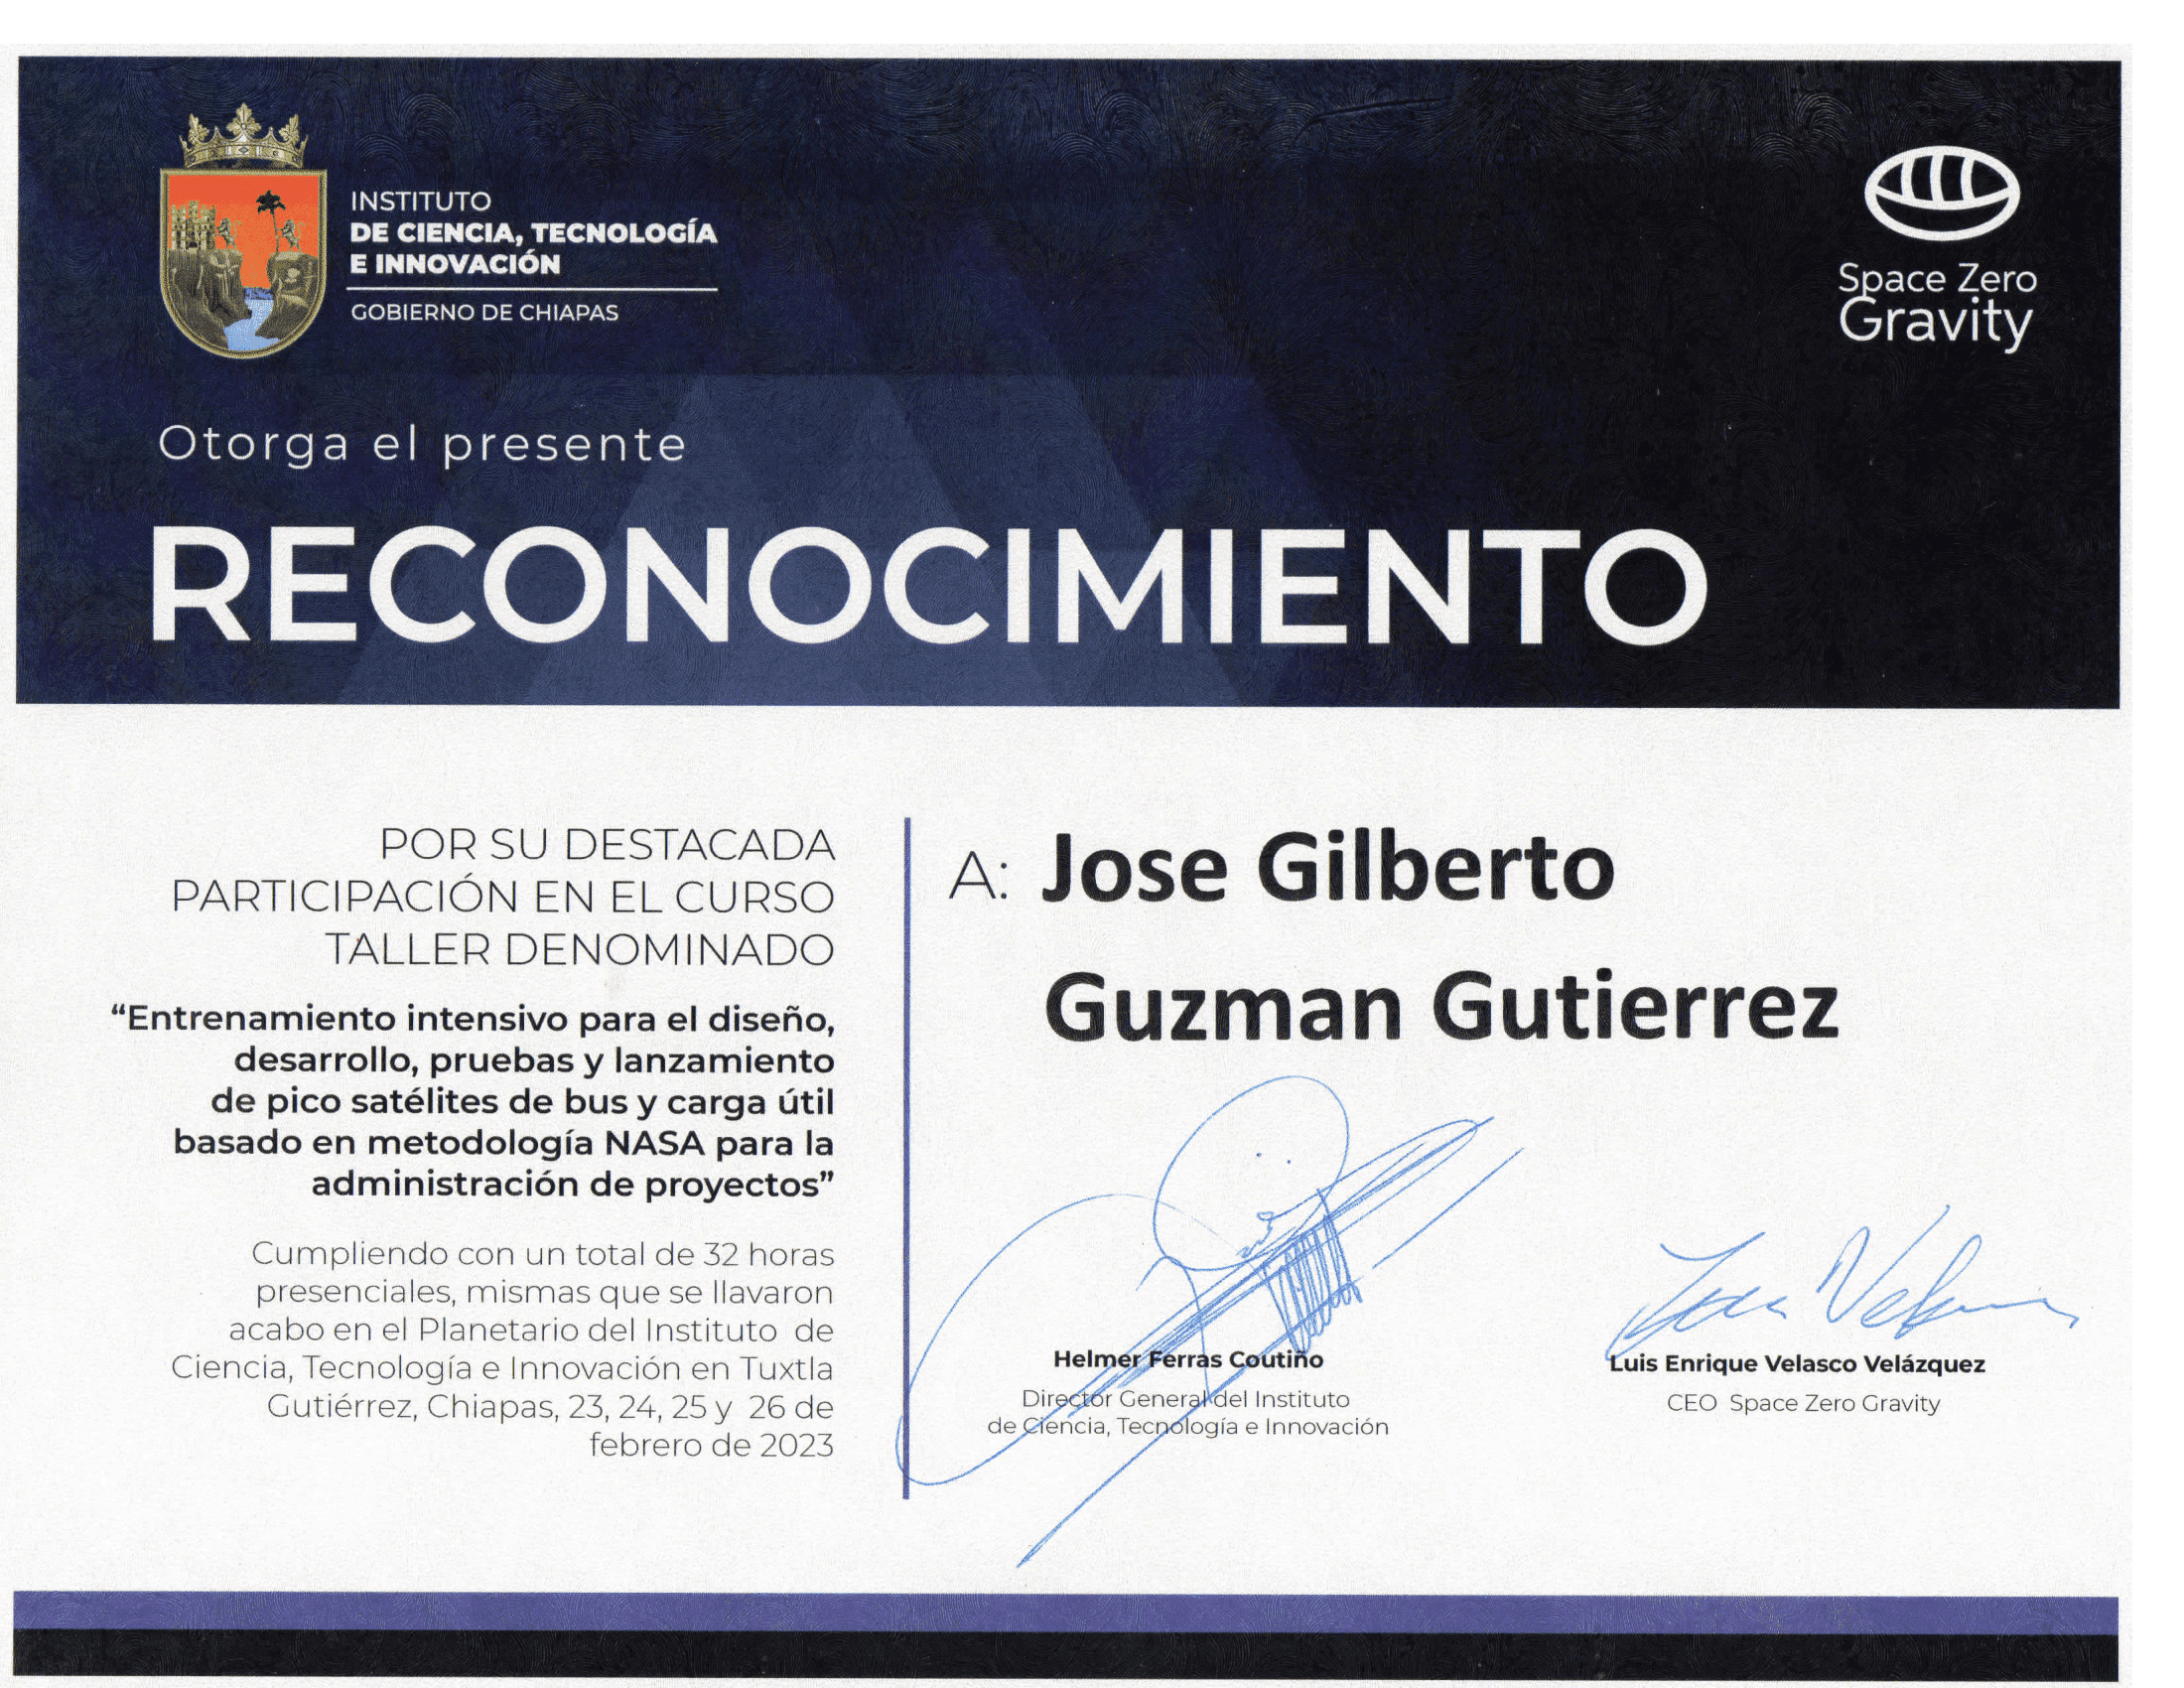 INSTITUTO
DE CIENCIA, TECNOLOGÍA
E INNOVACIÓN
GOBIERNO DE CHIAPAS
Space Zero
Gravity
Otorga el presente
RECONOCIMIENTO
POR SU DESTACADA
PARTICIPACIÓN EN EL CURSO
TALLER DENOMINADO
“Entrenamiento intensivo para el diseño,
desarrollo, pruebas y lanzamiento
de pico satélites de bus y carga útil
basado en metodología NASA para la
administración de proyectos”
Cumpliendo con un total de 32 horas
presenciales, mismas que se llavaron
acabo en el Planetario del Instituto de
Ciencia, Tecnología e Innovación en Tuxtla
Gutiérrez, Chiapas, 23, 24, 25 y 26 de
febrero de 2023
A: Jose Gilberto
Guzman Gutierrez
Helmer Ferras Coutiño
Director General del Instituto
de Ciencia, Tecnología e Innovación
Luis Enrique Velasco Velázquez
CEO Space Zero Gravity